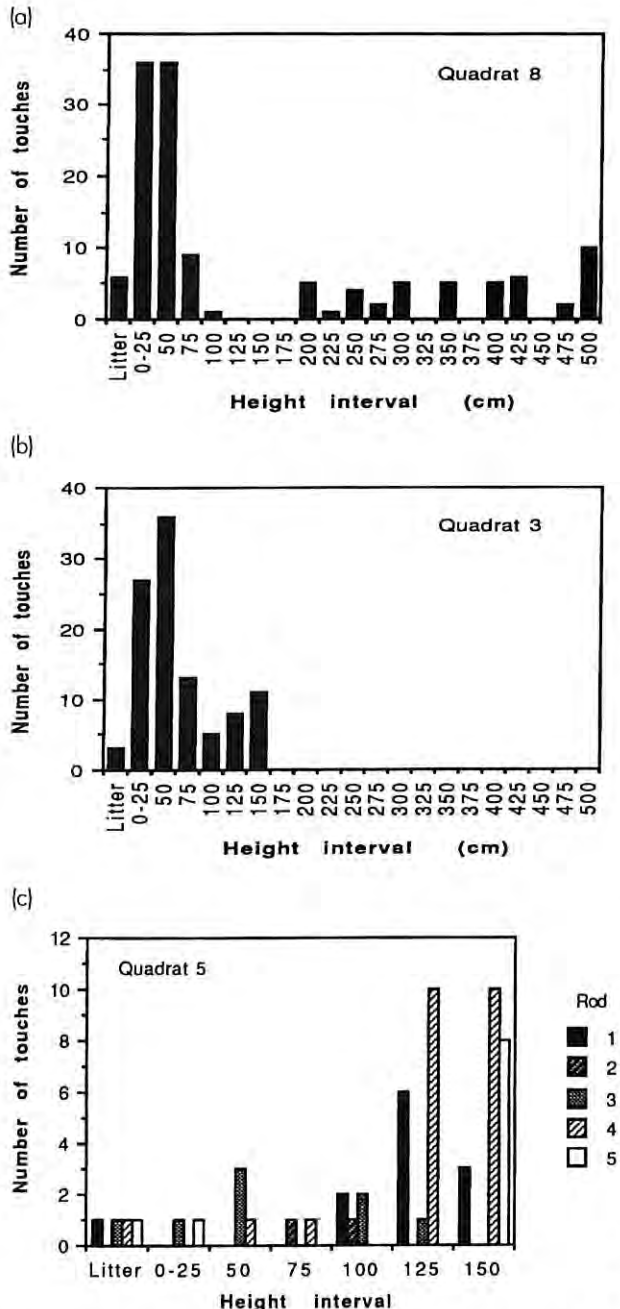 (a)
40
30
20
10
0
Number of touches
Quadrat 8
Litter 0-25 50 75 100 125 150 175 200 225 250 275 300 325 350 375 400 425 450 475 500
Height interval (cm)
(b)
40
30
20
10
0
Number of touches
Quadrat 3
Litter 0-25 50 75 100 125 150 175 200 225 250 275 300 325 350 375 400 425 450 475 500
Height interval (cm)
(c)
12
10
8
6
4
2
0
Number of touches
Quadrat 5
Rod
1
2
3
4
5
Litter 0-25 50 75 100 125 150
Height interval